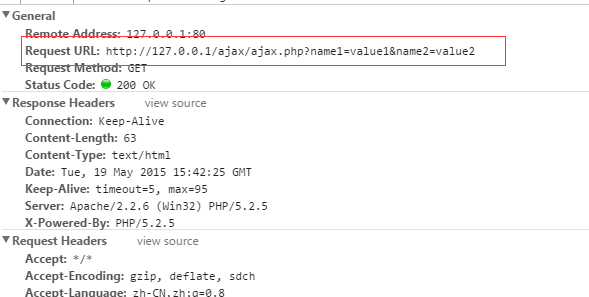 General
Remote Address: 127.0.0.1:80
Request URL: http://127.0.0.1/ajax/ajax.php?name1=value1&name2=value2
Request Method: GET
Status Code: 200 OK
Response Headers view source
Connection: Keep-Alive
Content-Length: 63
Content-Type: text/html
Date: Tue, 19 May 2015 15:42:25 GMT
Keep-Alive: timeout=5, max=95
Server: Apache/2.2.6 (Win32) PHP/5.2.5
X-Powered-By: PHP/5.2.5
Request Headers view source
Accept: */*
Accept-Encoding: gzip, deflate, sdch
Accept-Language: zh-CN,zh;q=0.8